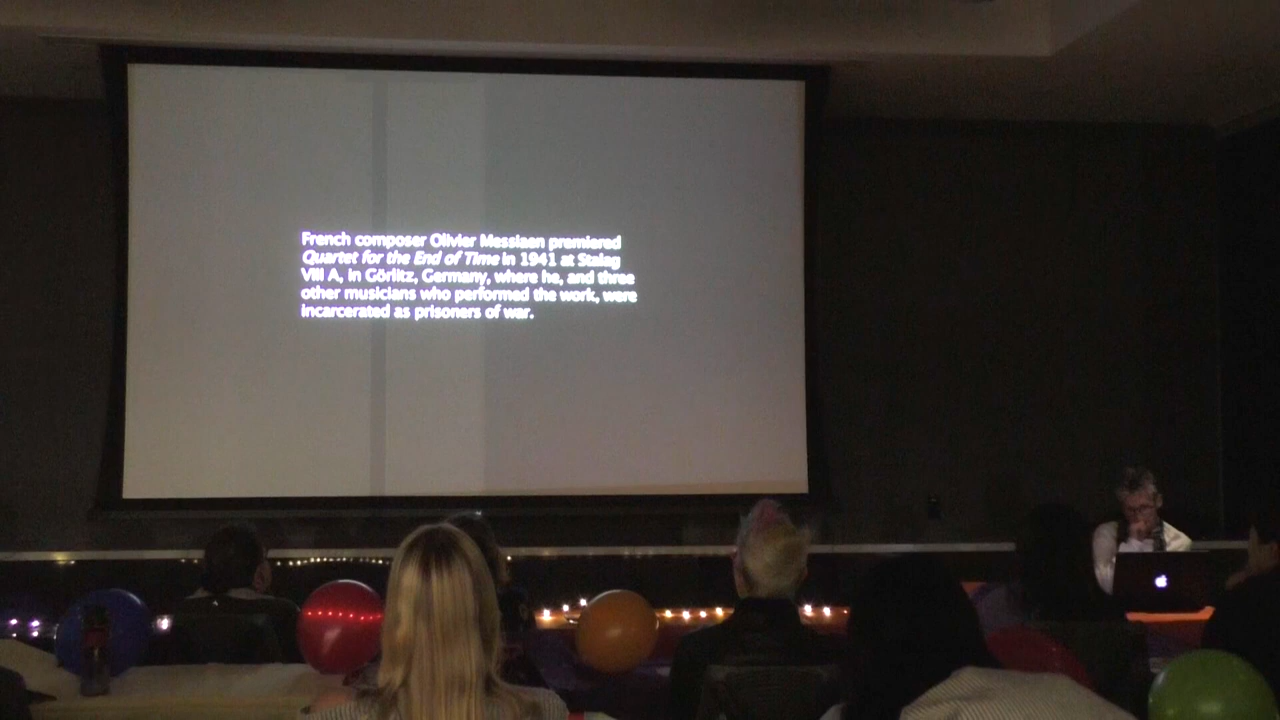 French composer Olivier Messiaen premiered
Quartet for the End of Time in 1941 at Stalag
VIII A, in Görlitz, Germany, where he, and three
other musicians who performed the work, were
incarcerated as prisoners of war.